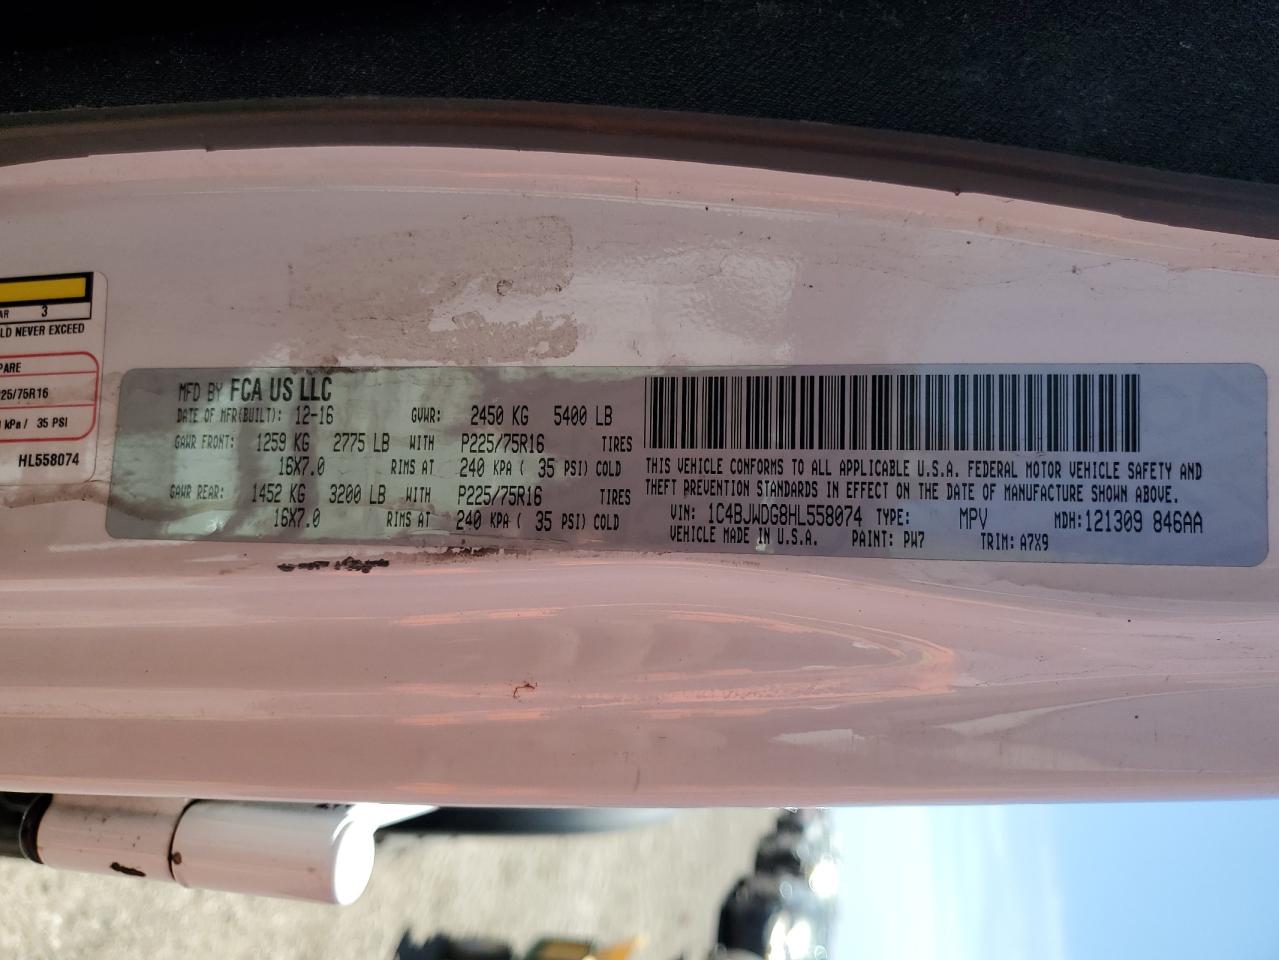 AR 3
LD NEVER EXCEED
PARE
225/75R16
kPa / 35 PSI
HL558074
MFD BY FCA US LLC
DATE OF MFR(BUILT): 12-16 GVWR: 2450 KG 5400 LB
GAWR FRONT: 1259 KG 2775 LB WITH P225/75R16 TIRES
16X7.0 RIMS AT 240 KPA ( 35 PSI) COLD
GAWR REAR: 1452 KG 3200 LB WITH P225/75R16 TIRES
16X7.0 RIMS AT 240 KPA ( 35 PSI) COLD
THIS VEHICLE CONFORMS TO ALL APPLICABLE U.S.A. FEDERAL MOTOR VEHICLE SAFETY AND
THEFT PREVENTION STANDARDS IN EFFECT ON THE DATE OF MANUFACTURE SHOWN ABOVE.
VIN: 1C4BJWDG8HL558074 TYPE: MPV MDH: 121309 846AA
VEHICLE MADE IN U.S.A. PAINT: PW7 TRIM: A7X9